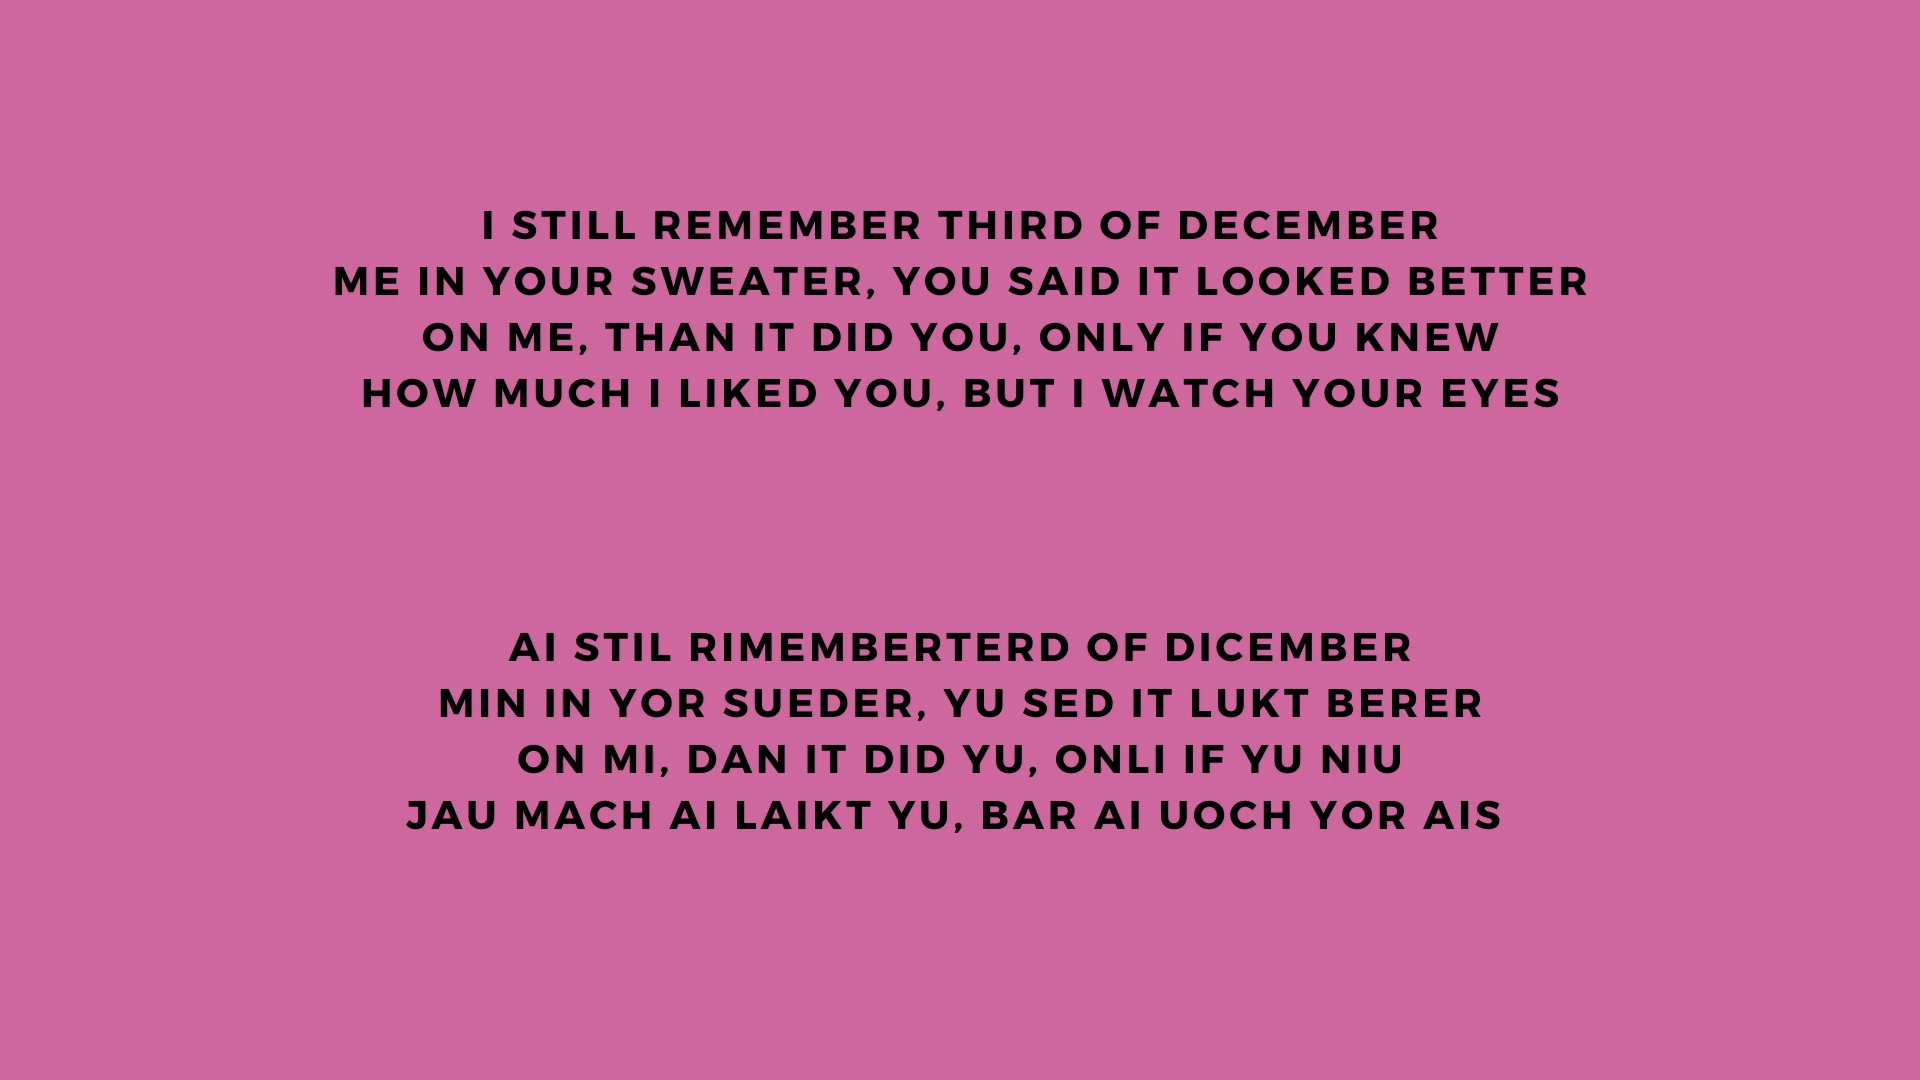 I STILL REMEMBER THIRD OF DECEMBER
ME IN YOUR SWEATER, YOU SAID IT LOOKED BETTER
ON ME, THAN IT DID YOU, ONLY IF YOU KNEW
HOW MUCH I LIKED YOU, BUT I WATCH YOUR EYES
AI STIL RIMEMBERTERD OF DICEMBER
MIN IN YOR SUEDER, YU SED IT LUKT BERER
ON MI, DAN IT DID YU, ONLI IF YU NIU
JAU MACH AI LAIKT YU, BAR AI UOCH YOR AIS